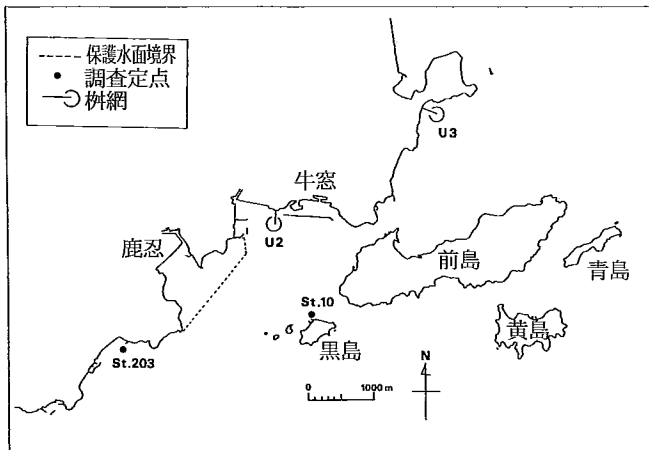 保護水面境界
調査定点
桝網
U3
牛窓
U2
鹿忍
前島
青島
St.10
黄島
黒島
St.203
N
0 1000m